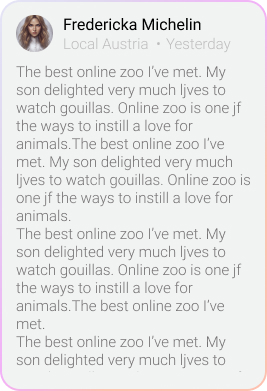 Fredericka Michelin
Local Austria • Yesterday
The best online zoo I've met. My
son delighted very much ljves to
watch gouillas. Online zoo is one jf
the ways to instill a love for
animals.The best online zoo I've
met. My son delighted very much
ljves to watch gouillas. Online zoo is
one jf the ways to instill a love for
animals.
The best online zoo I've met. My
son delighted very much ljves to
watch gouillas. Online zoo is one jf
the ways to instill a love for
animals.The best online zoo I've
met.
The best online zoo I've met. My
son delighted very much ljves to